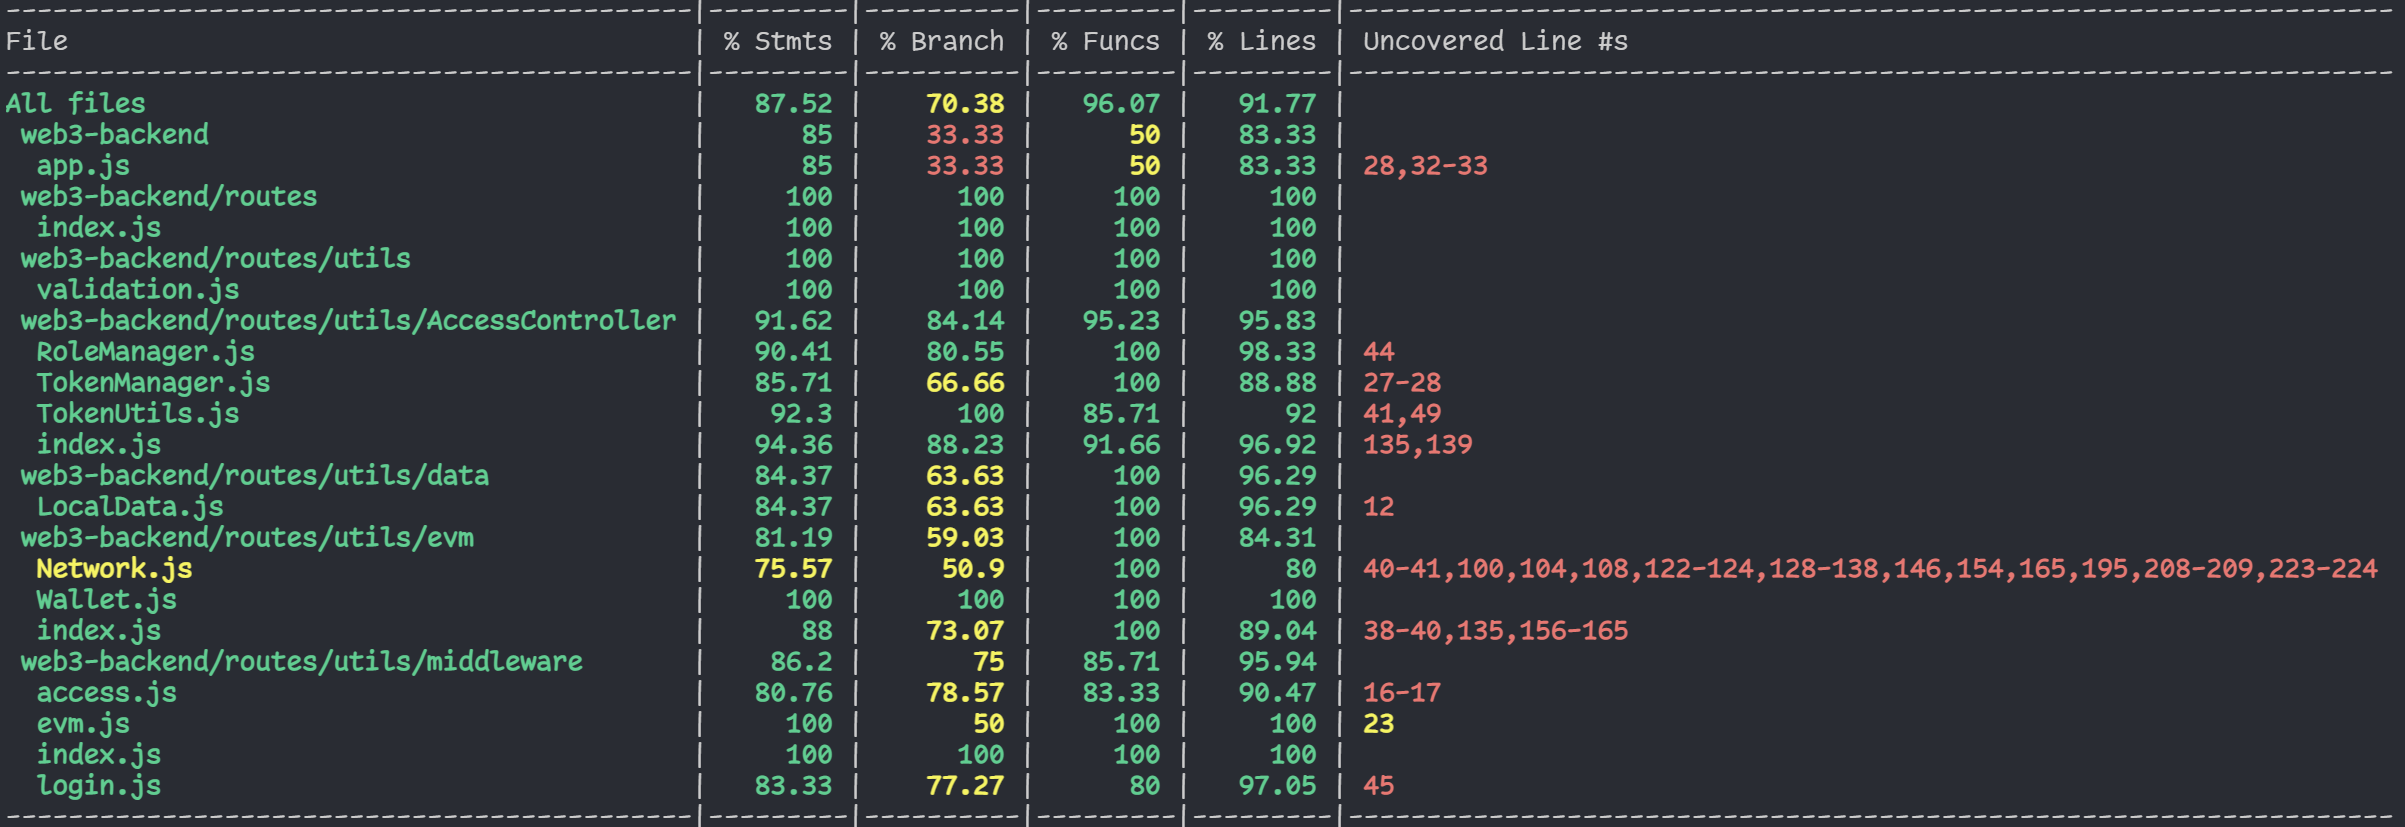 File | % Stmts | % Branch | % Funcs | % Lines | Uncovered Line #s
All files | 87.52 | 70.38 | 96.07 | 91.77 |
web3-backend | 85 | 33.33 | 50 | 83.33 |
app.js | 85 | 33.33 | 50 | 83.33 | 28,32-33
web3-backend/routes | 100 | 100 | 100 | 100 |
index.js | 100 | 100 | 100 | 100 |
web3-backend/routes/utils | 100 | 100 | 100 | 100 |
validation.js | 100 | 100 | 100 | 100 |
web3-backend/routes/utils/AccessController | 91.62 | 84.14 | 95.23 | 95.83 |
RoleManager.js | 90.41 | 80.55 | 100 | 98.33 | 44
TokenManager.js | 85.71 | 66.66 | 100 | 88.88 | 27-28
TokenUtils.js | 92.3 | 100 | 85.71 | 92 | 41,49
index.js | 94.36 | 88.23 | 91.66 | 96.92 | 135,139
web3-backend/routes/utils/data | 84.37 | 63.63 | 100 | 96.29 |
LocalData.js | 84.37 | 63.63 | 100 | 96.29 | 12
web3-backend/routes/utils/evm | 81.19 | 59.03 | 100 | 84.31 |
Network.js | 75.57 | 50.9 | 100 | 80 | 40-41,100,104,108,122-124,128-138,146,154,165,195,208-209,223-224
Wallet.js | 100 | 100 | 100 | 100 |
index.js | 88 | 73.07 | 100 | 89.04 | 38-40,135,156-165
web3-backend/routes/utils/middleware | 86.2 | 75 | 85.71 | 95.94 |
access.js | 80.76 | 78.57 | 83.33 | 90.47 | 16-17
evm.js | 100 | 50 | 100 | 100 | 23
index.js | 100 | 100 | 100 | 100 |
login.js | 83.33 | 77.27 | 80 | 97.05 | 45